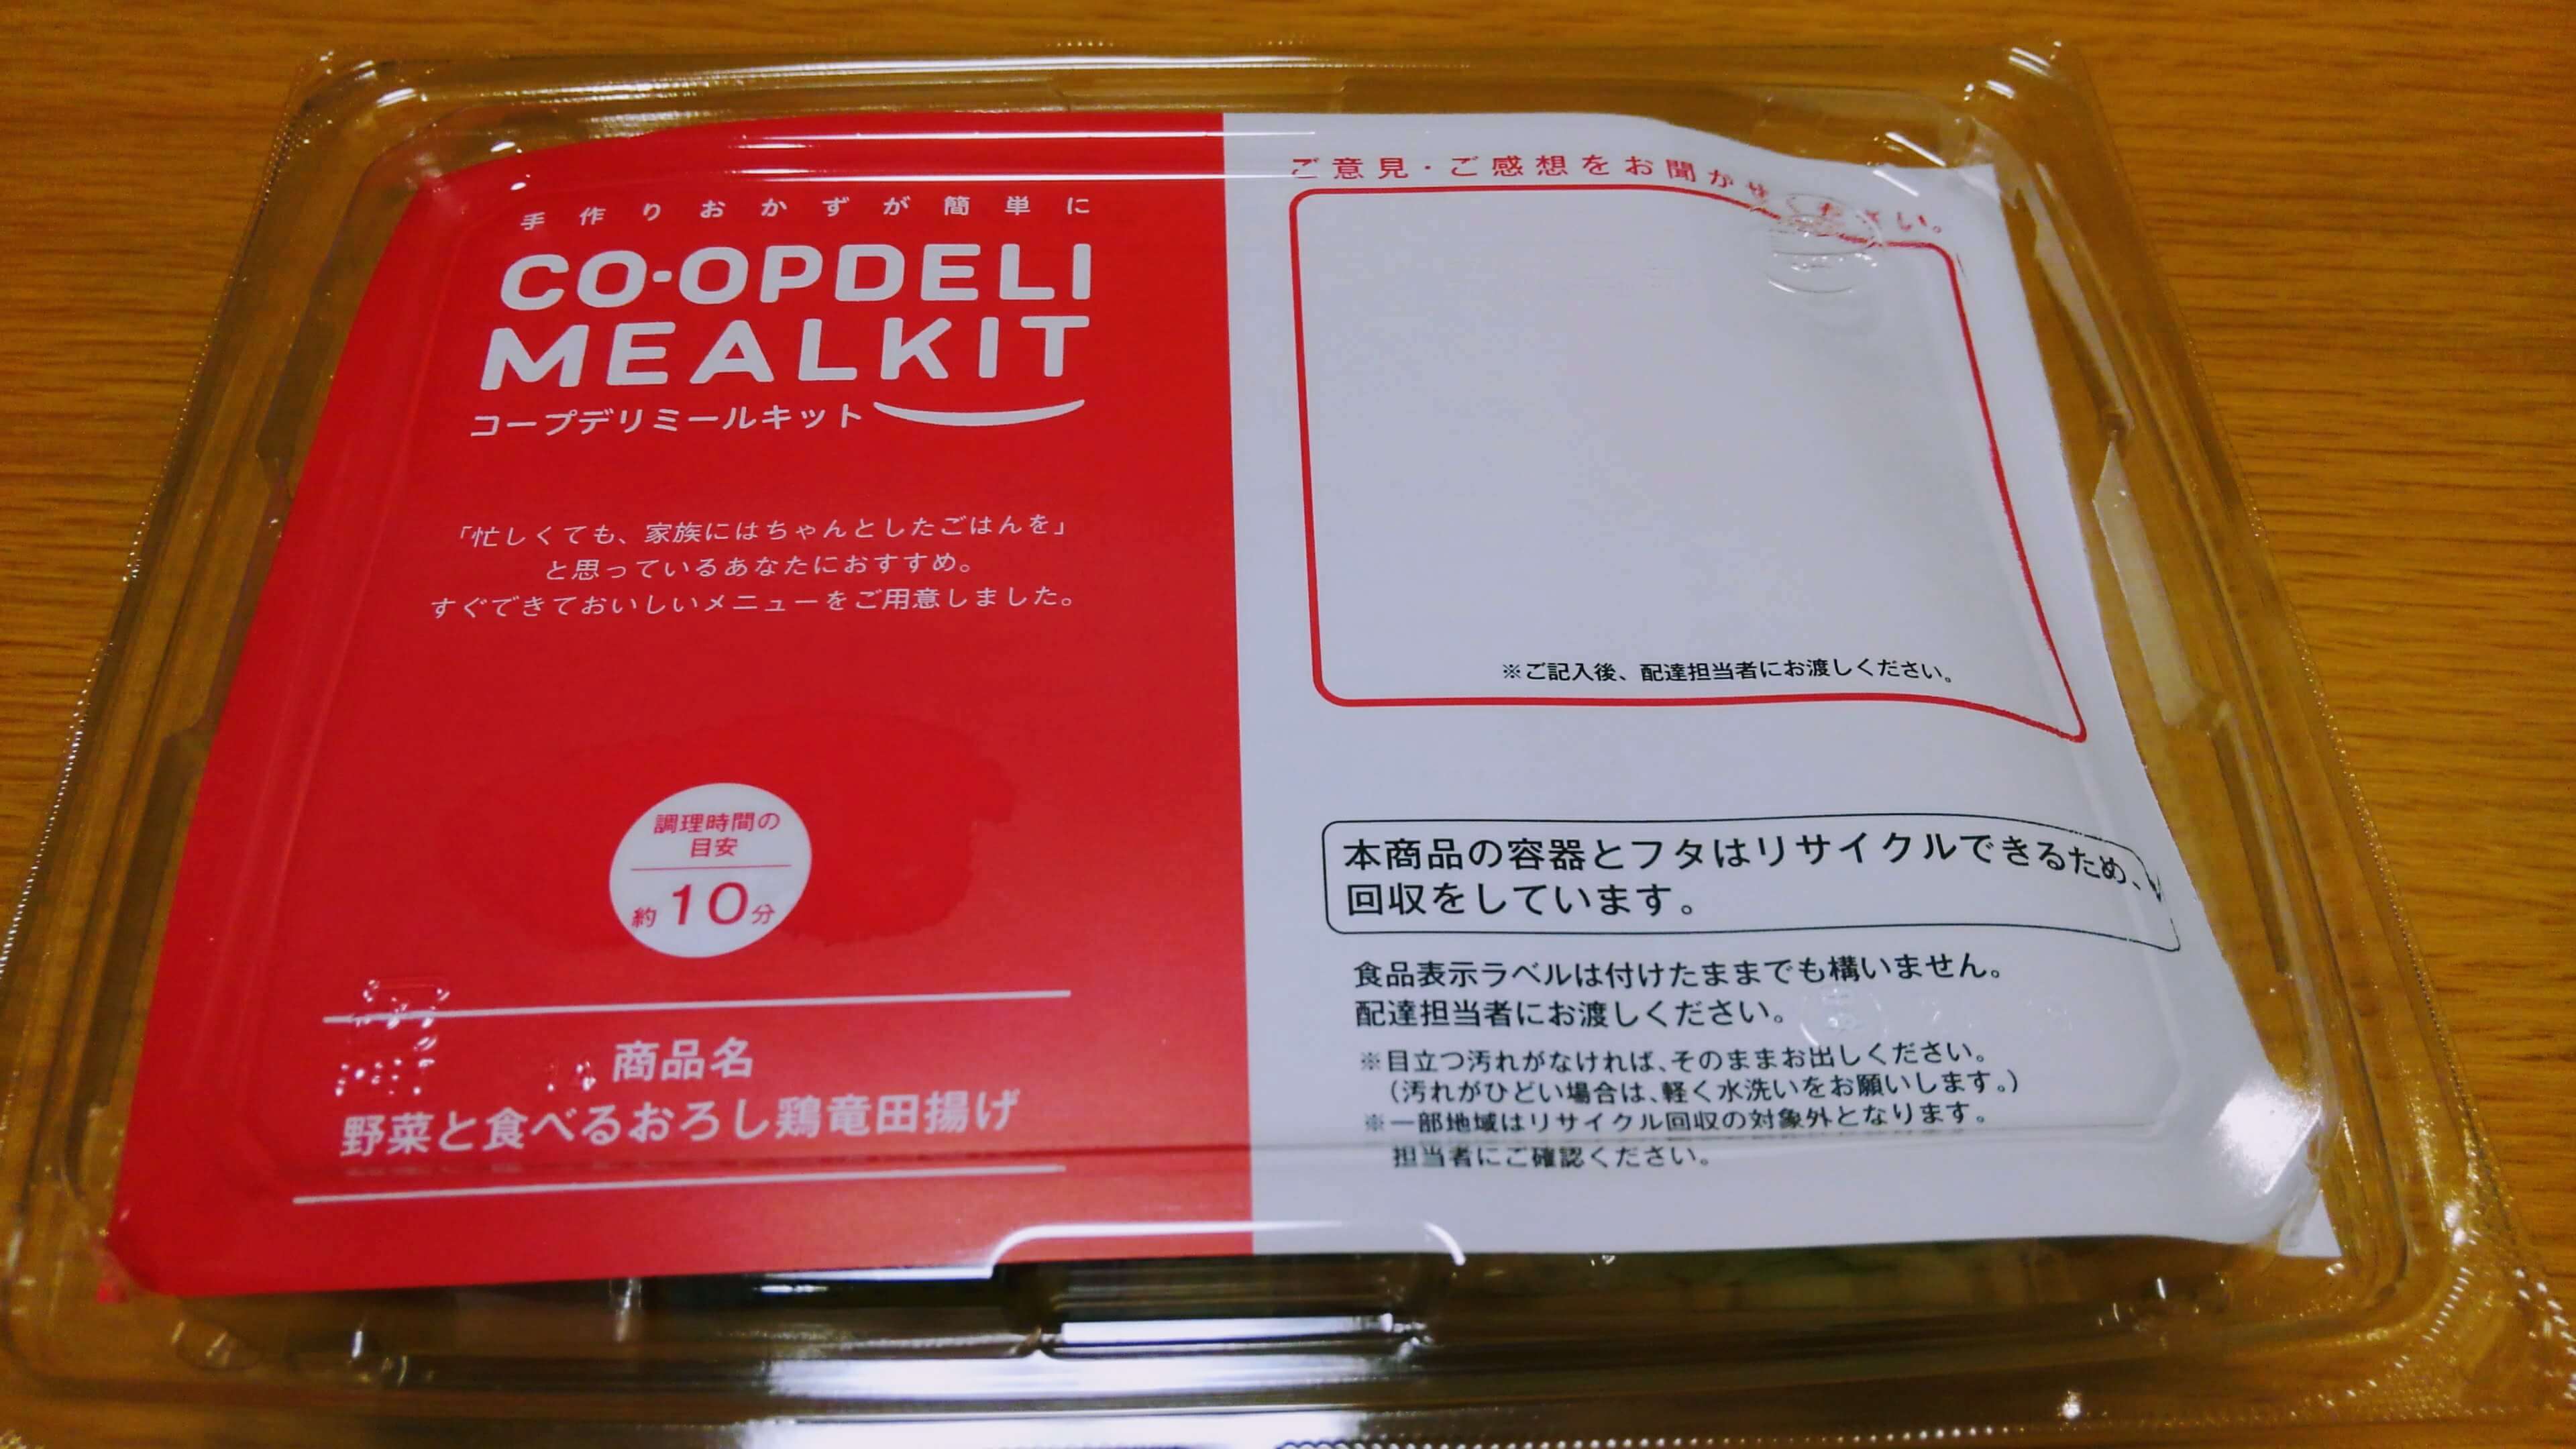 手作りおかずが簡単に
CO·OPDELI
MEALKIT
コープデリミールキット
「忙しくても、家族にはちゃんとしたごはんを」
と思っているあなたにおすすめ。
すぐできておいしいメニューをご用意しました。
調理時間の
目安
約10分
商品名
野菜と食べるおろし鶏竜田揚げ
ご意見・ご感想をお聞かせください。
※ご記入後、配達担当者にお渡しください。
本商品の容器とフタはリサイクルできるため、
回収をしています。
食品表示ラベルは付けたままでも構いません。
配達担当者にお渡しください。
※目立つ汚れがなければ、そのままお出しください。
(汚れがひどい場合は、軽く水洗いをお願いします。)
※一部地域はリサイクル回収の対象外となります。
担当者にご確認ください。